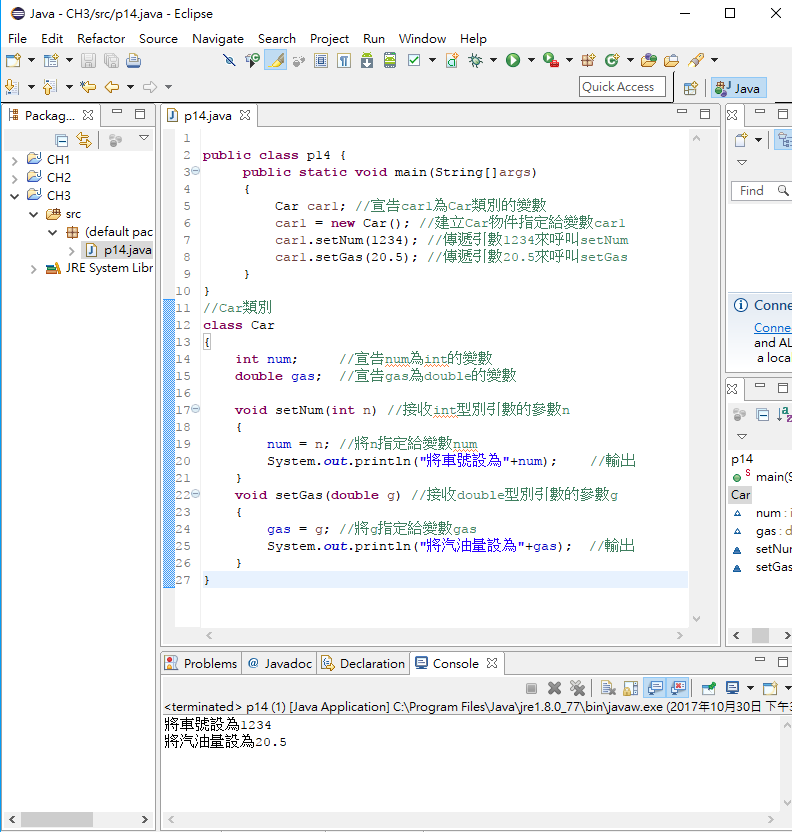 Java - CH3/src/p14.java - Eclipse
File Edit Refactor Source Navigate Search Project Run Window Help
Quick Access
Java
Packag...
CH1
CH2
CH3
src
(default pac
p14.java
JRE System Libr
p14.java
1
2 public class p14 {
3 public static void main(String[]args)
4 {
5 Car car1; //宣告car1為Car類別的變數
6 car1 = new Car(); //建立Car物件指定給變數car1
7 car1.setNum(1234); //傳遞引數1234來呼叫setNum
8 car1.setGas(20.5); //傳遞引數20.5來呼叫setGas
9 }
10 }
11 //Car類別
12 class Car
13 {
14 int num; //宣告num為int的變數
15 double gas; //宣告gas為double的變數
16
17 void setNum(int n) //接收int型別引數的參數n
18 {
19 num = n; //將n指定給變數num
20 System.out.println("將車號設為"+num); //輸出
21 }
22 void setGas(double g) //接收double型別引數的參數g
23 {
24 gas = g; //將g指定給變數gas
25 System.out.println("將汽油量設為"+gas); //輸出
26 }
27 }
Find
Conne
Connec
and AL
a loca
p14
main(S
Car
num : i
gas : d
setNur
setGas
Problems @ Javadoc Declaration Console
<terminated> p14 (1) [Java Application] C:\Program Files\Java\jre1.8.0_77\bin\javaw.exe (2017年10月30日 下午3
將車號設為1234
將汽油量設為20.5